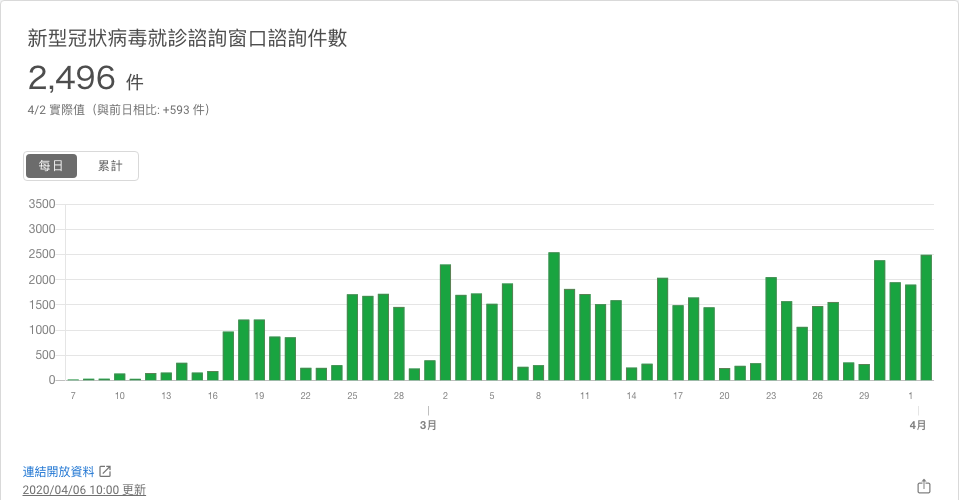 新型冠狀病毒就診諮詢窗口諮詢件數
2,496 件
4/2 實際值（與前日相比: +593 件）
每日 累計
3500
3000
2500
2000
1500
1000
500
0
7 10 13 16 19 22 25 28 2 5 8 11 14 17 20 23 26 29 1
3月 4月
連結開放資料
2020/04/06 10:00 更新